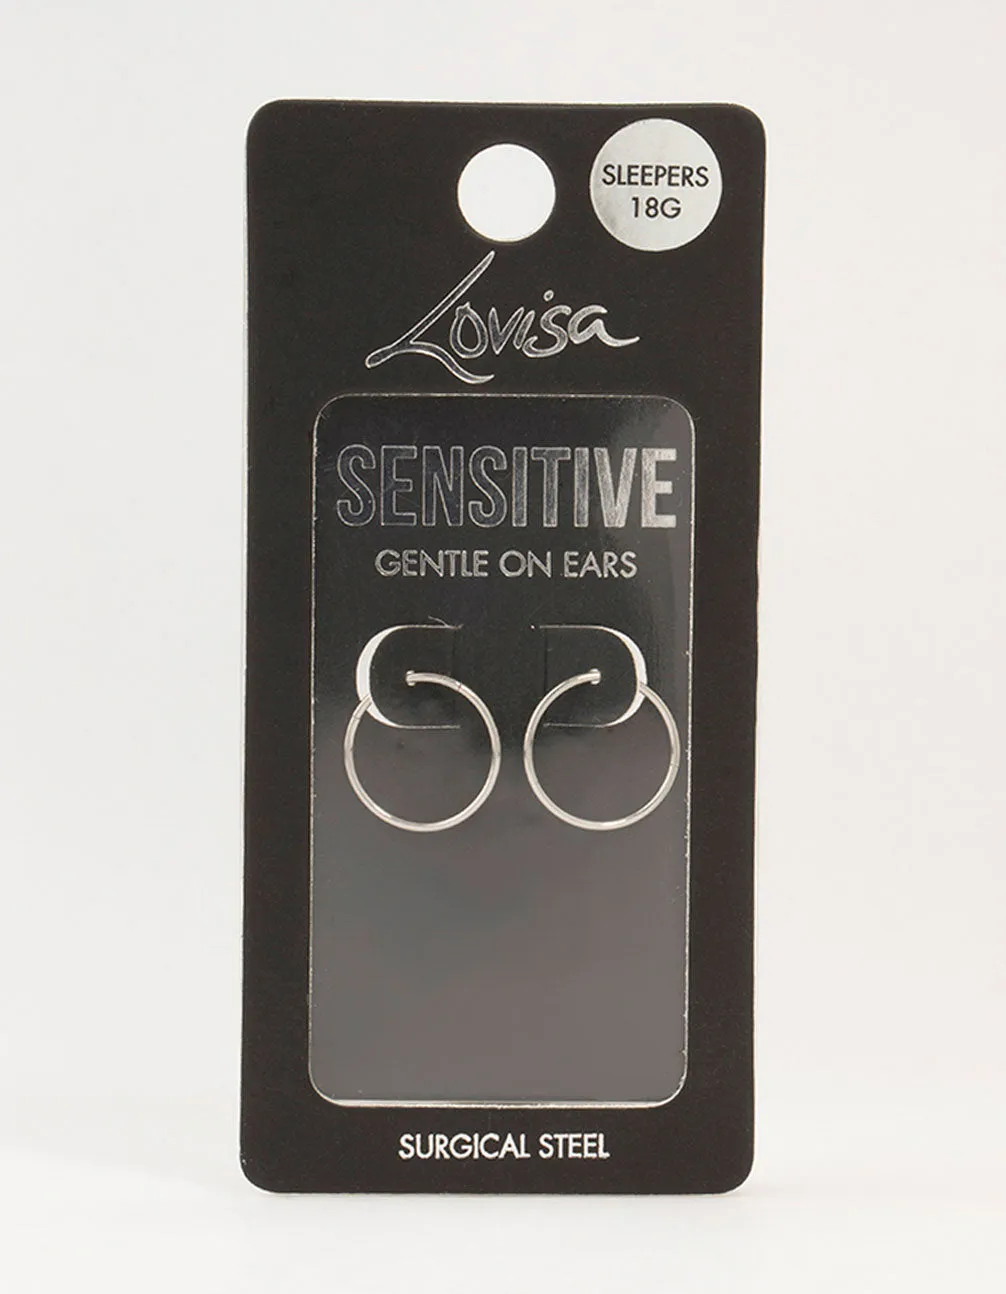 SLEEPERS
18G
Lovisa
SENSITIVE
GENTLE ON EARS
SURGICAL STEEL